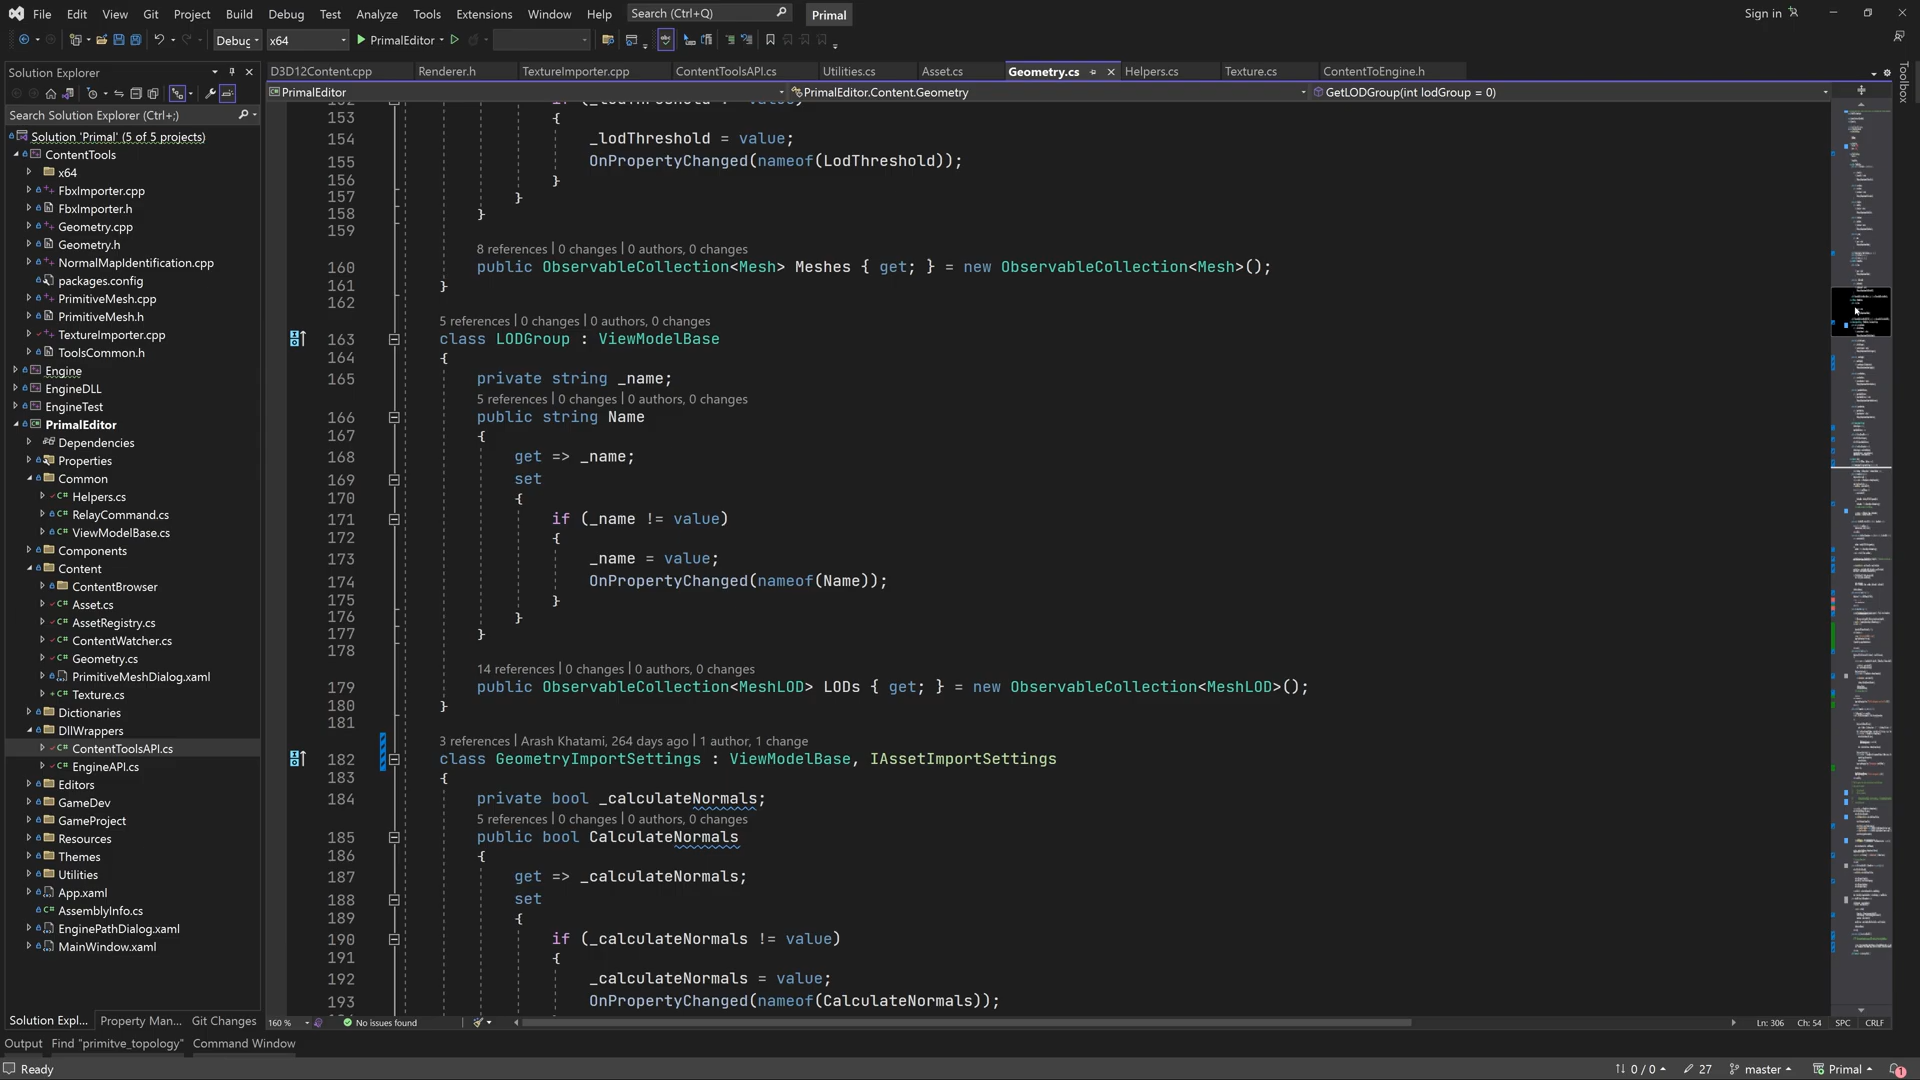 File Edit View Git Project Build Debug Test Analyze Tools Extensions Window Help Search (Ctrl+Q) Primal Sign in
Debug x64 PrimalEditor
Solution Explorer
D3D12Content.cpp Renderer.h TextureImporter.cpp ContentToolsAPI.cs Utilities.cs Asset.cs Geometry.cs Helpers.cs Texture.cs ContentToEngine.h
Toolbox
PrimalEditor PrimalEditor.Content.Geometry GetLODGroup(int lodGroup = 0)
Search Solution Explorer (Ctrl+;)
Solution 'Primal' (5 of 5 projects)
ContentTools
x64
FbxImporter.cpp
FbxImporter.h
Geometry.cpp
Geometry.h
NormalMapIdentification.cpp
packages.config
PrimitiveMesh.cpp
PrimitiveMesh.h
TextureImporter.cpp
ToolsCommon.h
Engine
EngineDLL
EngineTest
PrimalEditor
Dependencies
Properties
Common
Helpers.cs
RelayCommand.cs
ViewModelBase.cs
Components
Content
ContentBrowser
Asset.cs
AssetRegistry.cs
ContentWatcher.cs
Geometry.cs
PrimitiveMeshDialog.xaml
Texture.cs
Dictionaries
DllWrappers
ContentToolsAPI.cs
EngineAPI.cs
Editors
GameDev
GameProject
Resources
Themes
Utilities
App.xaml
AssemblyInfo.cs
EnginePathDialog.xaml
MainWindow.xaml
152 if (_lodThreshold != value)
153 {
154 _lodThreshold = value;
155 OnPropertyChanged(nameof(LodThreshold));
156 }
157 }
158 }
159
8 references | 0 changes | 0 authors, 0 changes
160 public ObservableCollection<Mesh> Meshes { get; } = new ObservableCollection<Mesh>();
161 }
162
5 references | 0 changes | 0 authors, 0 changes
163 class LODGroup : ViewModelBase
164 {
165 private string _name;
5 references | 0 changes | 0 authors, 0 changes
166 public string Name
167 {
168 get => _name;
169 set
170 {
171 if (_name != value)
172 {
173 _name = value;
174 OnPropertyChanged(nameof(Name));
175 }
176 }
177 }
178
14 references | 0 changes | 0 authors, 0 changes
179 public ObservableCollection<MeshLOD> LODs { get; } = new ObservableCollection<MeshLOD>();
180 }
181
3 references | Arash Khatami, 264 days ago | 1 author, 1 change
182 class GeometryImportSettings : ViewModelBase, IAssetImportSettings
183 {
184 private bool _calculateNormals;
5 references | 0 changes | 0 authors, 0 changes
185 public bool CalculateNormals
186 {
187 get => _calculateNormals;
188 set
189 {
190 if (_calculateNormals != value)
191 {
192 _calculateNormals = value;
193 OnPropertyChanged(nameof(CalculateNormals));
Solution Expl... Property Man... Git Changes 160 % No issues found Ln: 306 Ch: 54 SPC CRLF
Output Find "primitve_topology" Command Window
Ready 0 / 0 27 master Primal 1